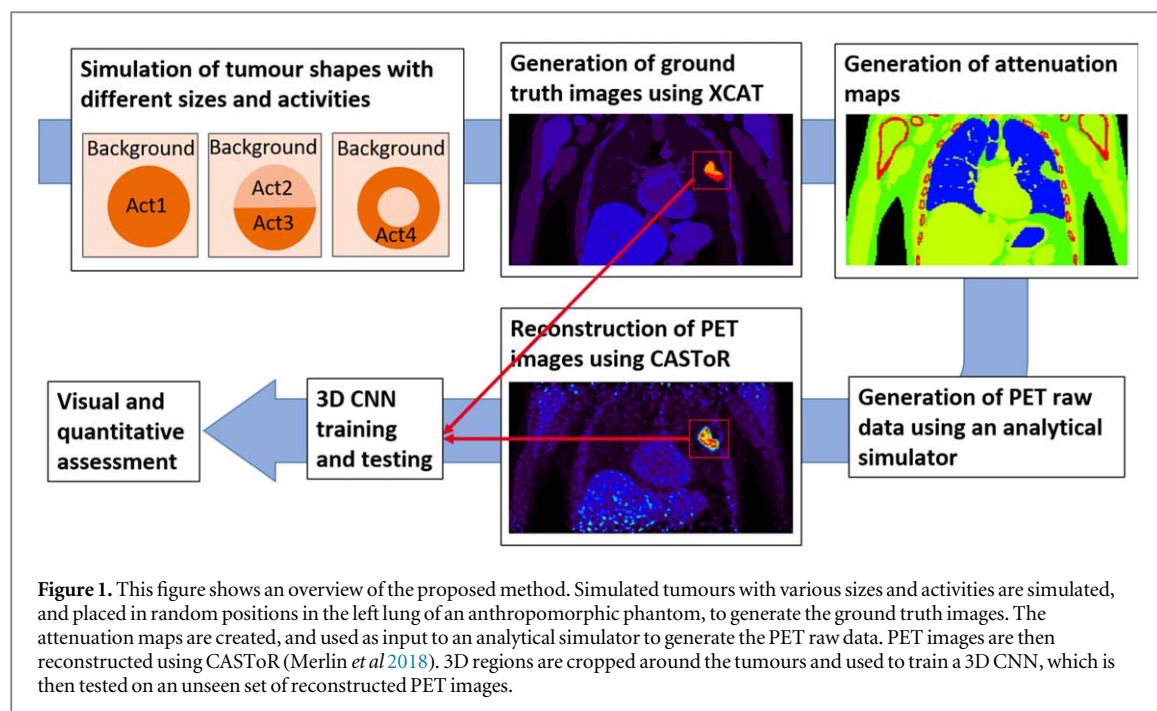 Simulation of tumour shapes with
different sizes and activities
Background
Act1
Background
Act2
Act3
Background
Act4
Generation of ground
truth images using XCAT
Generation of attenuation
maps
Visual and
quantitative
assessment
3D CNN
training
and testing
Reconstruction of PET
images using CASToR
Generation of PET raw
data using an analytical
simulator
Figure 1. This figure shows an overview of the proposed method. Simulated tumours with various sizes and activities are simulated,
and placed in random positions in the left lung of an anthropomorphic phantom, to generate the ground truth images. The
attenuation maps are created, and used as input to an analytical simulator to generate the PET raw data. PET images are then
reconstructed using CASToR (Merlin et al 2018). 3D regions are cropped around the tumours and used to train a 3D CNN, which is
then tested on an unseen set of reconstructed PET images.